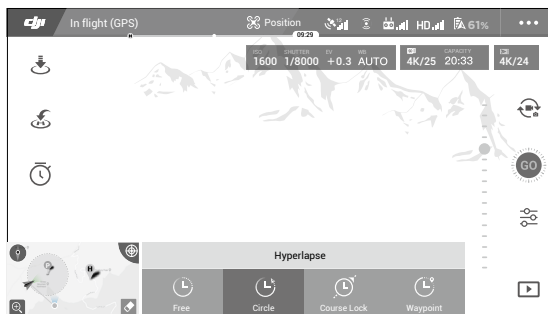 dji In flight (GPS) Position HD 61%
09:29
ISO SHUTTER EV WB CAPACITY
1600 1/8000 +0.3 AUTO 4K/25 20:33 4K/24
GO
Hyperlapse
Free Circle Course Lock Waypoint
H